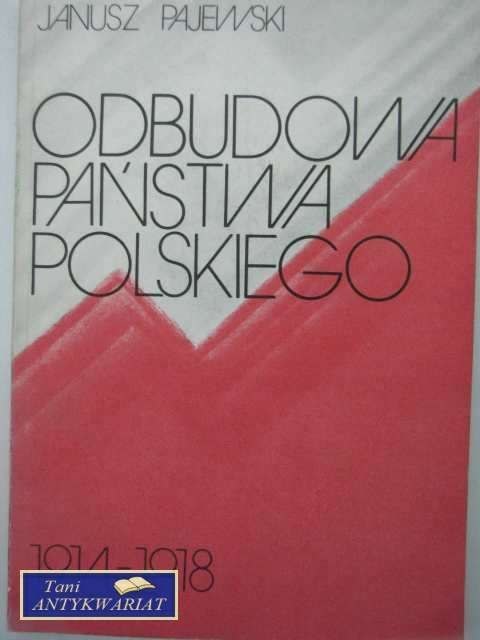 JANUSZ PAJEWSKI
ODBUDOWA
PAŃSTWA
POLSKIEGO
1914-1918
Tani
ANTYKWARIAT